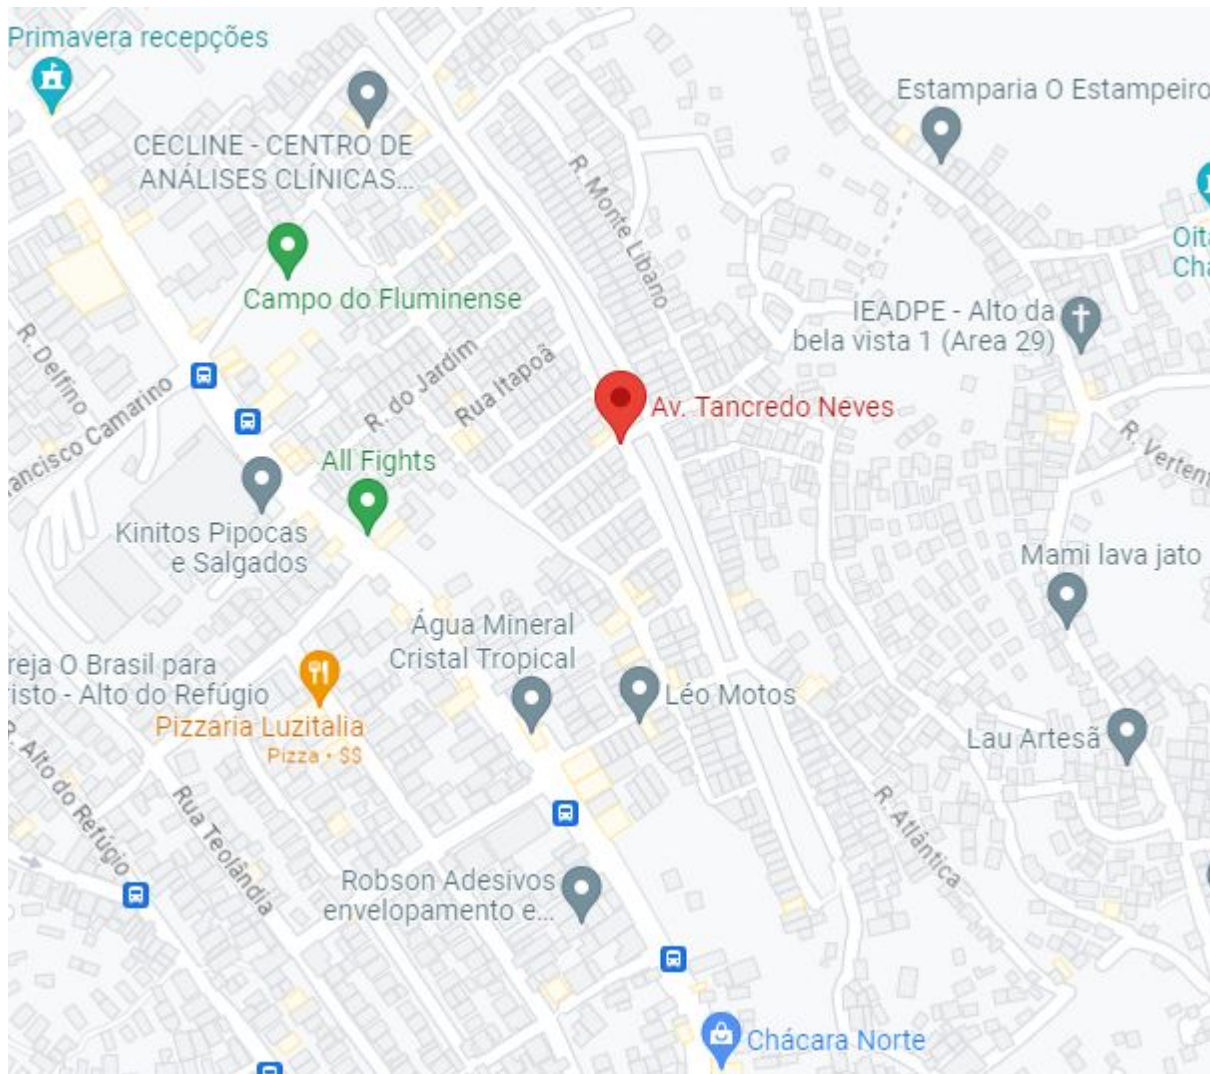 Primavera recepções
Estamparia O Estampeiro
CECLINE - CENTRO DE
ANÁLISES CLÍNICAS...
R. Monte Libano
Campo do Fluminense
IEADPE - Alto da
bela vista 1 (Area 29)
R. Delfino
R. do Jardim
Rua Itapoã
Av. Tancredo Neves
ancisco Camarino
All Fights
R. Vertent
Kinitos Pipocas
e Salgados
Mami lava jato
Água Mineral
Cristal Tropical
reja O Brasil para
isto - Alto do Refúgio
Léo Motos
Pizzaria Luzitalia
Pizza • $$
Lau Artesã
R. Alto do Refúgio
Rua Teolândia
R. Atlântica
Robson Adesivos
envelopamento e...
Chácara Norte